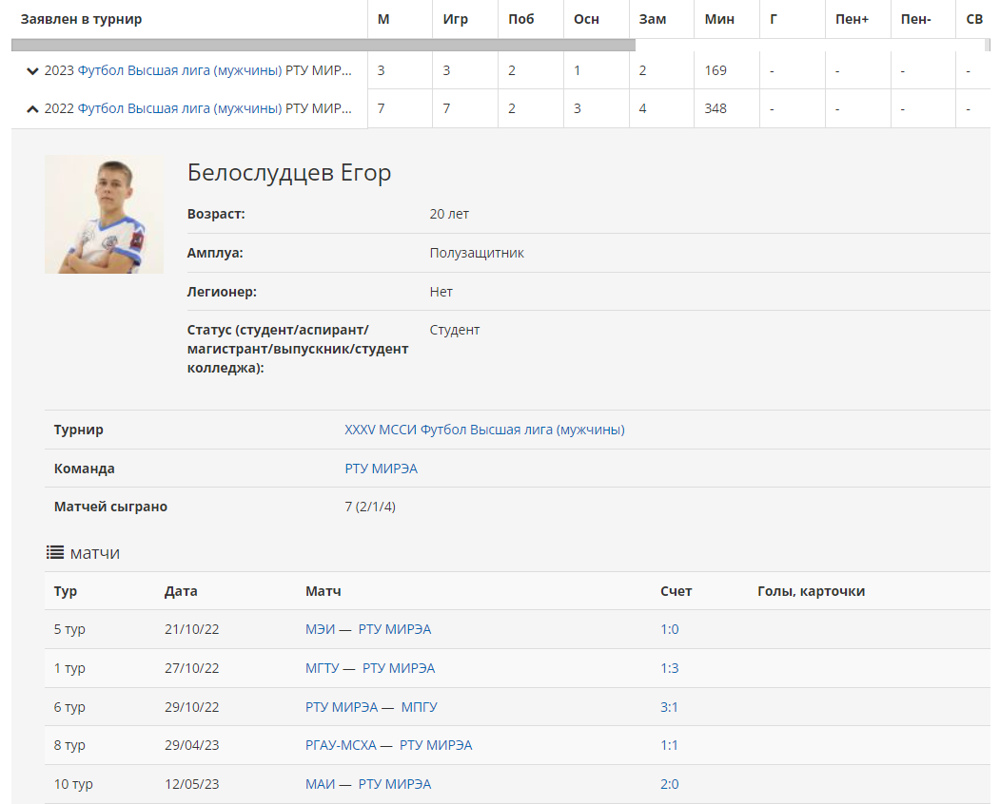 Заявлен в турнир М Игр Поб Осн Зам Мин Г Пен+ Пен- СВ
2023 Футбол Высшая лига (мужчины) РТУ МИР... 3 3 2 1 2 169 - - - -
2022 Футбол Высшая лига (мужчины) РТУ МИР... 7 7 2 3 4 348 - - - -
Белослудцев Егор
Возраст: 20 лет
Амплуа: Полузащитник
Легионер: Нет
Статус (студент/аспирант/ Студент
магистрант/выпускник/студент
колледжа):
Турнир XXXV МССИ Футбол Высшая лига (мужчины)
Команда РТУ МИРЭА
Матчей сыграно 7 (2/1/4)
матчи
Тур Дата Матч Счет Голы, карточки
5 тур 21/10/22 МЭИ — РТУ МИРЭА 1:0
1 тур 27/10/22 МГТУ — РТУ МИРЭА 1:3
6 тур 29/10/22 РТУ МИРЭА — МПГУ 3:1
8 тур 29/04/23 РГАУ-МСХА — РТУ МИРЭА 1:1
10 тур 12/05/23 МАИ — РТУ МИРЭА 2:0